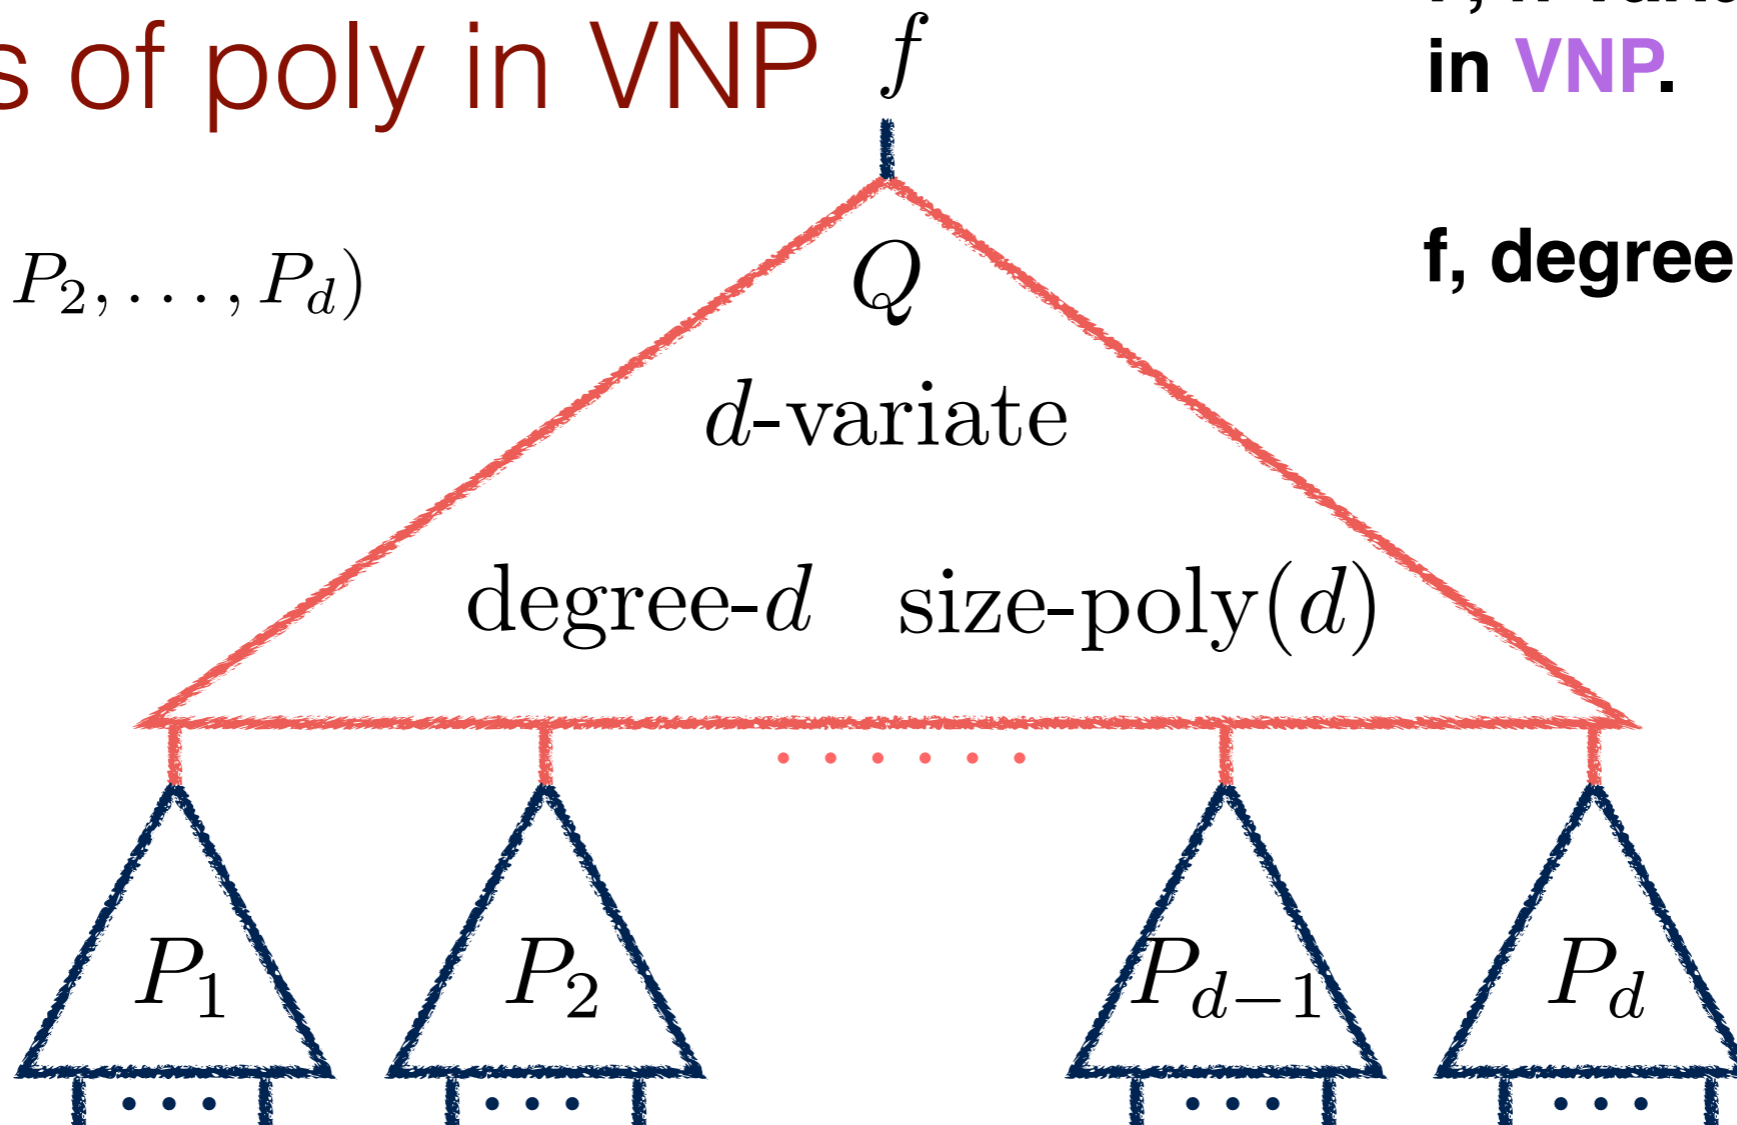 s of poly in VNP
f
in VNP.
P_2, . . . , P_d)
f, degree
Q
d-variate
degree-d size-poly(d)
P_1 P_2 P_{d-1} P_d